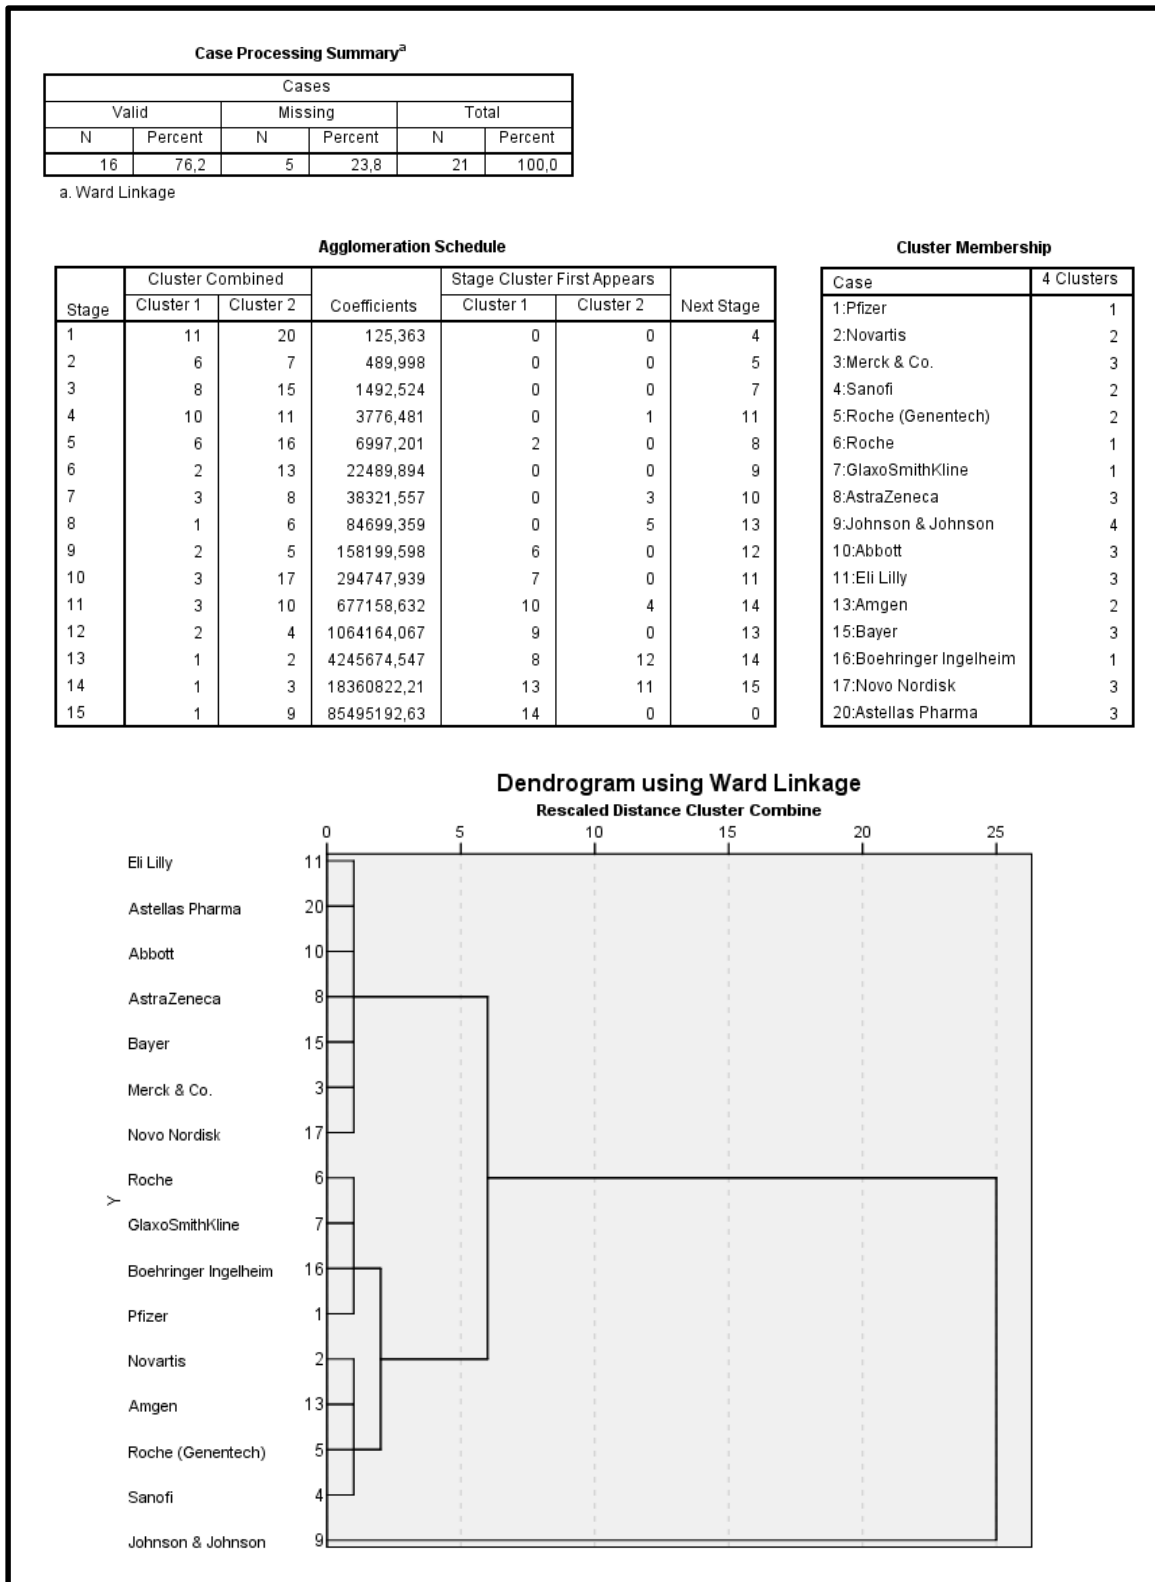 Case Processing Summaryᵃ
Cases
Valid Missing Total
N Percent N Percent N Percent
16 76,2 5 23,8 21 100,0
a. Ward Linkage
Agglomeration Schedule
Stage Cluster Combined Coefficients Stage Cluster First Appears Next Stage
Cluster 1 Cluster 2 Cluster 1 Cluster 2
1 11 20 125,363 0 0 4
2 6 7 489,998 0 0 5
3 8 15 1492,524 0 0 7
4 10 11 3776,481 0 1 11
5 6 16 6997,201 2 0 8
6 2 13 22489,894 0 0 9
7 3 8 38321,557 0 3 10
8 1 6 84699,359 0 5 13
9 2 5 158199,598 6 0 12
10 3 17 294747,939 7 0 11
11 3 10 677158,632 10 4 14
12 2 4 1064164,067 9 0 13
13 1 2 4245674,547 8 12 14
14 1 3 18360822,21 13 11 15
15 1 9 85495192,63 14 0 0
Cluster Membership
Case 4 Clusters
1:Pfizer 1
2:Novartis 2
3:Merck & Co. 3
4:Sanofi 2
5:Roche (Genentech) 2
6:Roche 1
7:GlaxoSmithKline 1
8:AstraZeneca 3
9:Johnson & Johnson 4
10:Abbott 3
11:Eli Lilly 3
13:Amgen 2
15:Bayer 3
16:Boehringer Ingelheim 1
17:Novo Nordisk 3
20:Astellas Pharma 3
Dendrogram using Ward Linkage
Rescaled Distance Cluster Combine
0 5 10 15 20 25
Eli Lilly 11
Astellas Pharma 20
Abbott 10
AstraZeneca 8
Bayer 15
Merck & Co. 3
Novo Nordisk 17
Roche 6
Y
GlaxoSmithKline 7
Boehringer Ingelheim 16
Pfizer 1
Novartis 2
Amgen 13
Roche (Genentech) 5
Sanofi 4
Johnson & Johnson 9